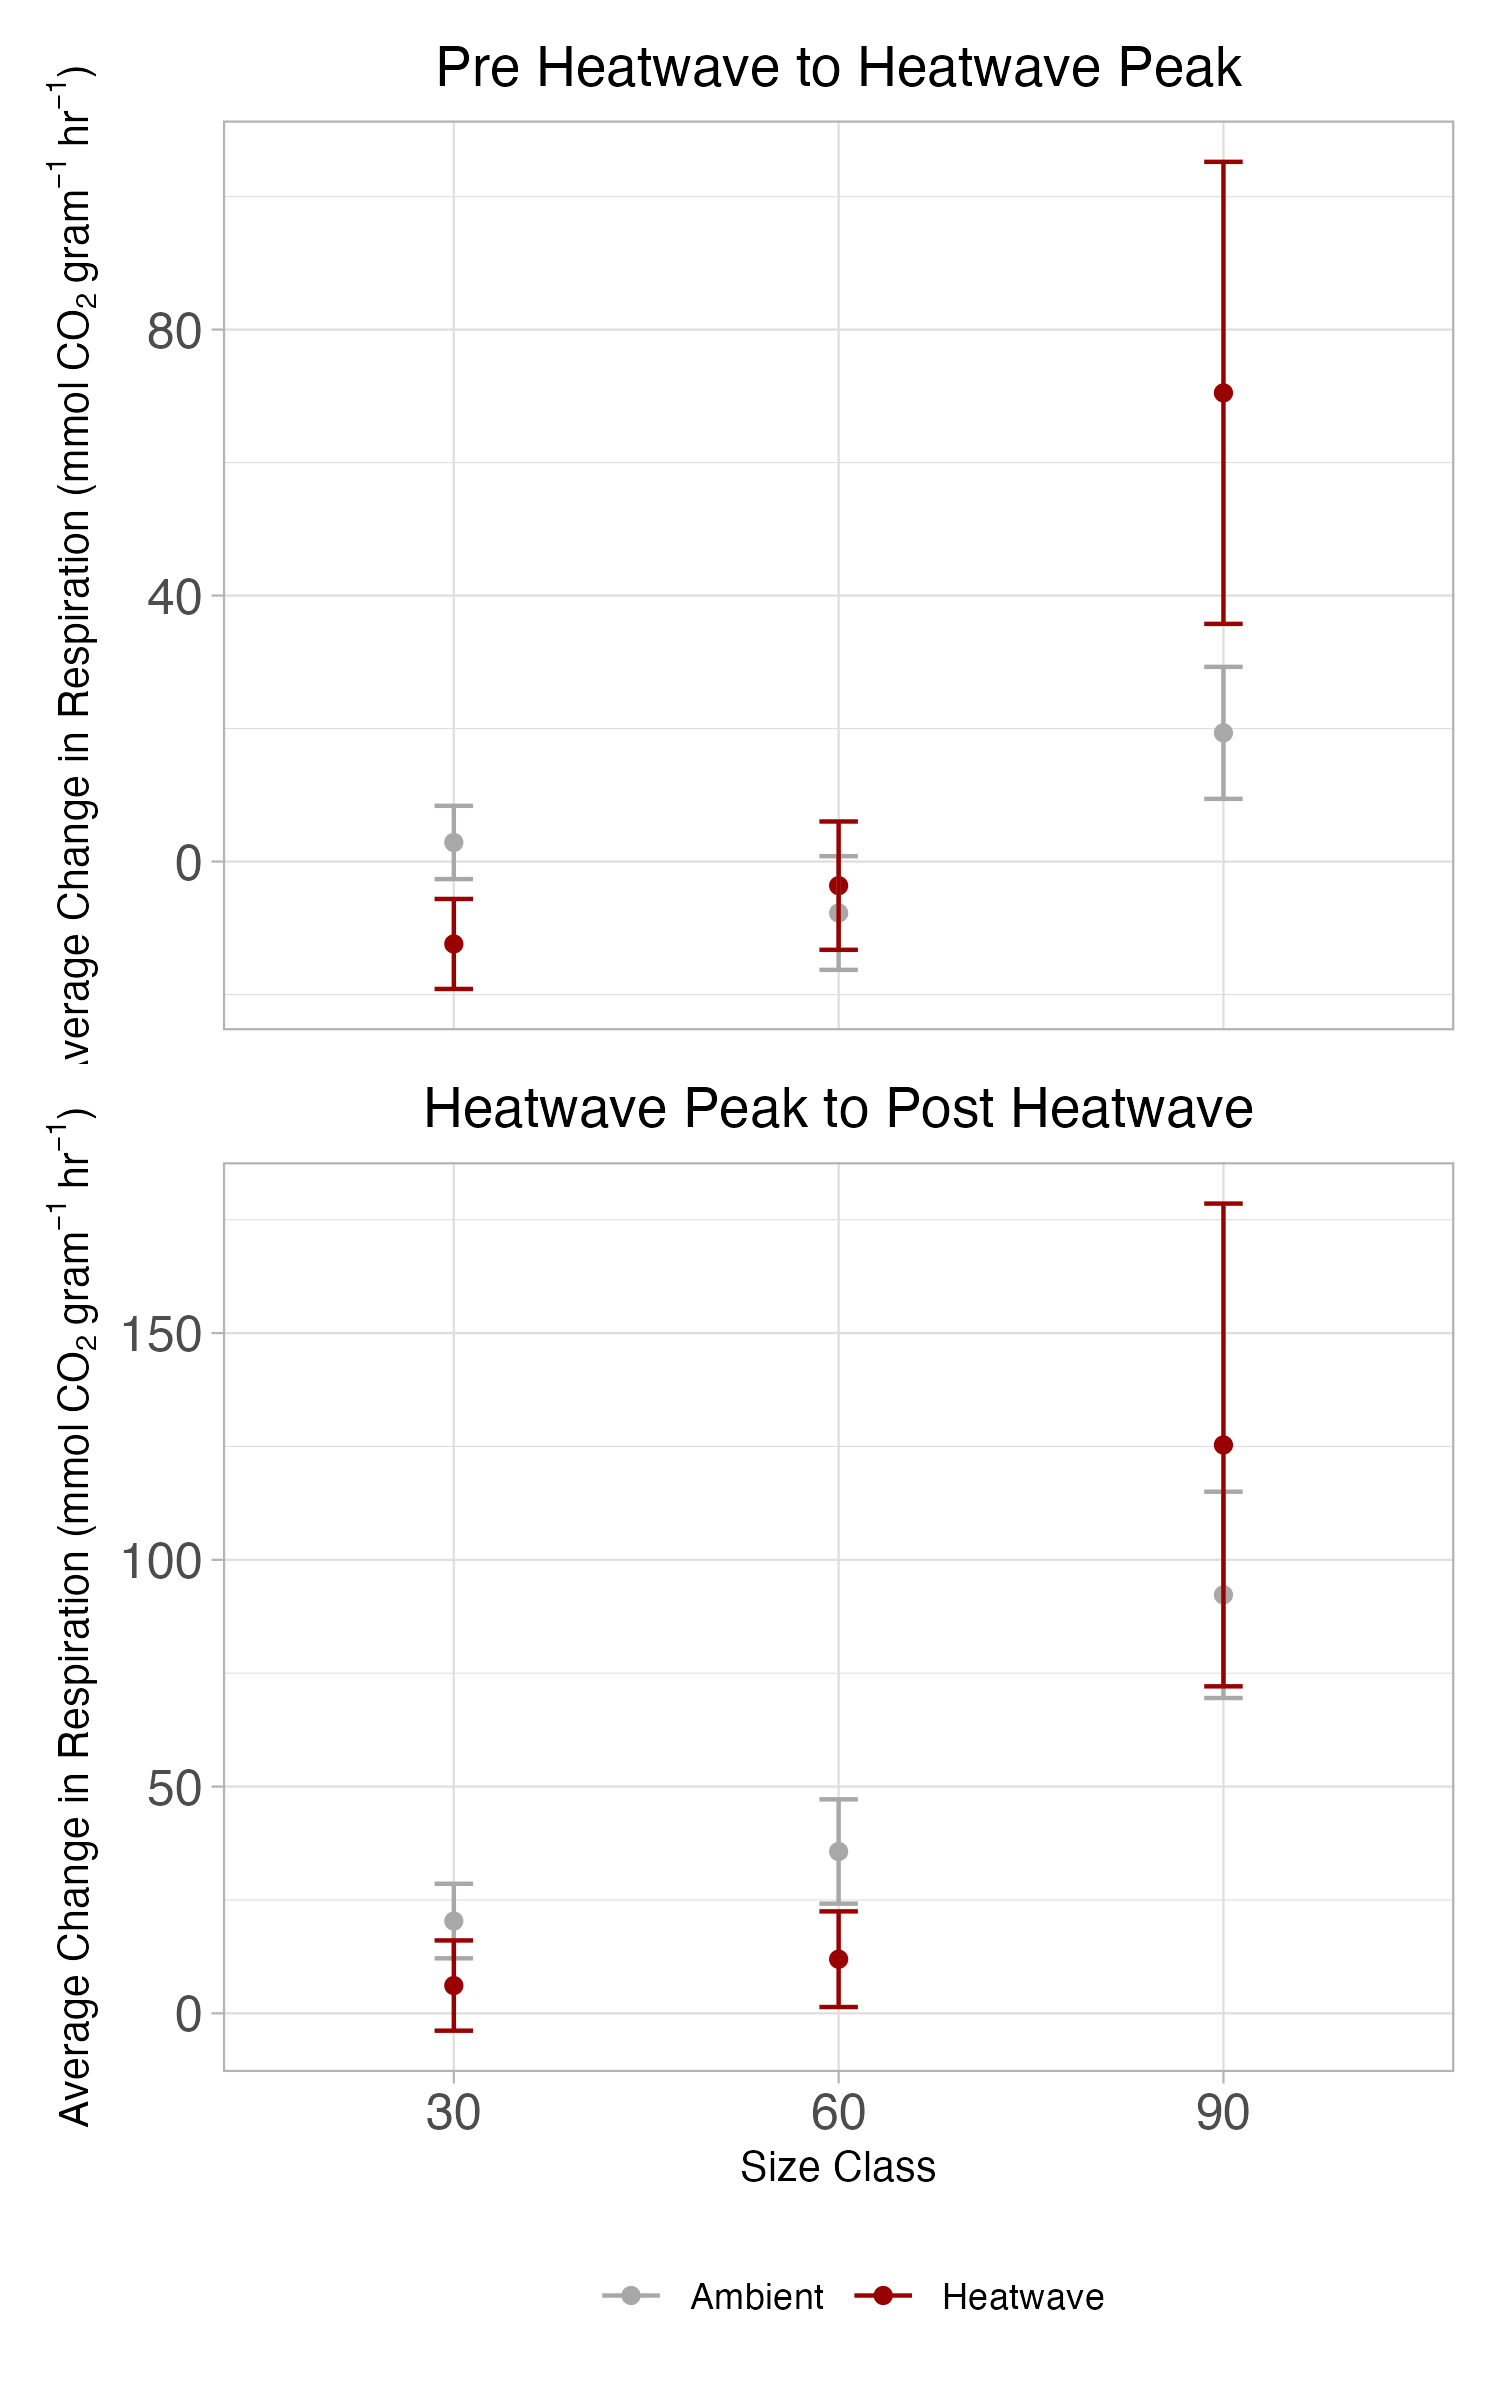 Pre Heatwave to Heatwave Peak
verage Change in Respiration (mmol CO₂ gram⁻¹ hr⁻¹)
80
40
0
Heatwave Peak to Post Heatwave
Average Change in Respiration (mmol CO₂ gram⁻¹ hr⁻¹)
150
100
50
0
30 60 90
Size Class
Ambient Heatwave